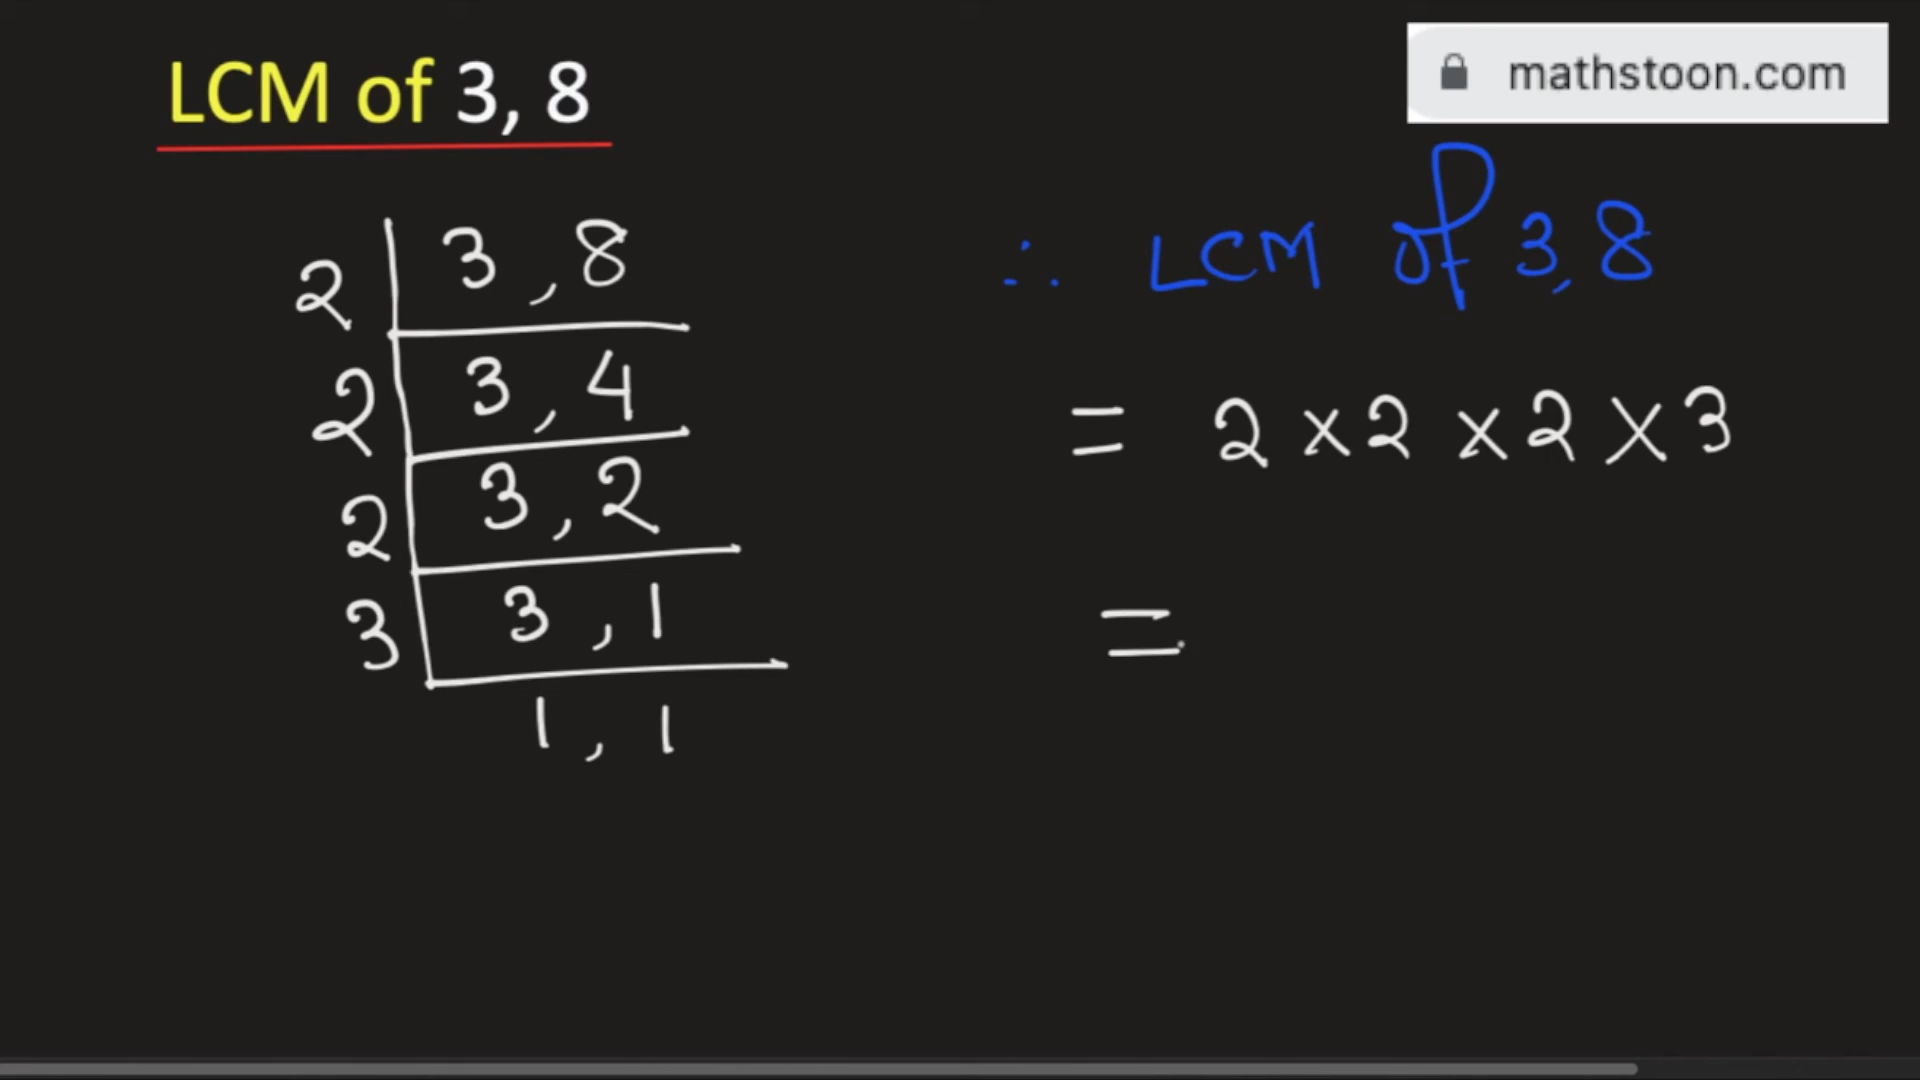 LCM of 3, 8
mathstoon.com
2 | 3 , 8
2 | 3 , 4
2 | 3 , 2
3 | 3 , 1
1 , 1
∴ LCM of 3, 8
= 2 × 2 × 2 × 3
=